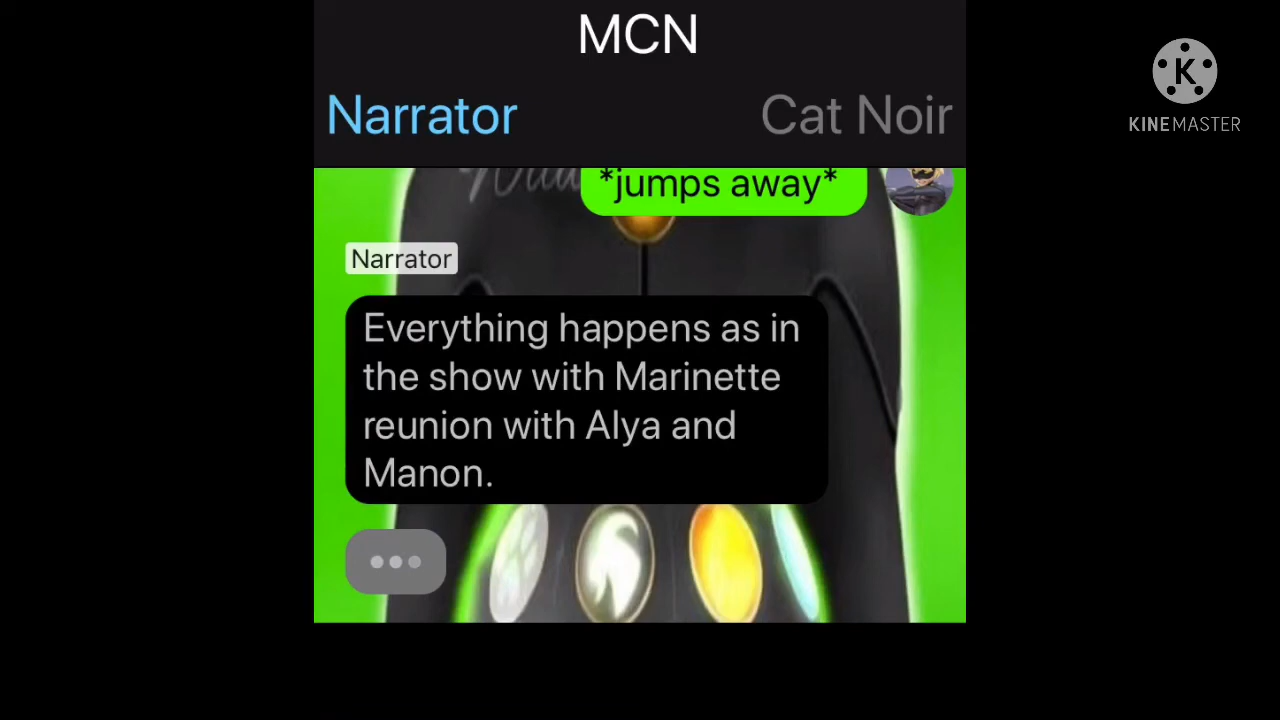 MCN
Narrator
Cat Noir
*jumps away*
Narrator
Everything happens as in
the show with Marinette
reunion with Alya and
Manon.
K
KINEMASTER